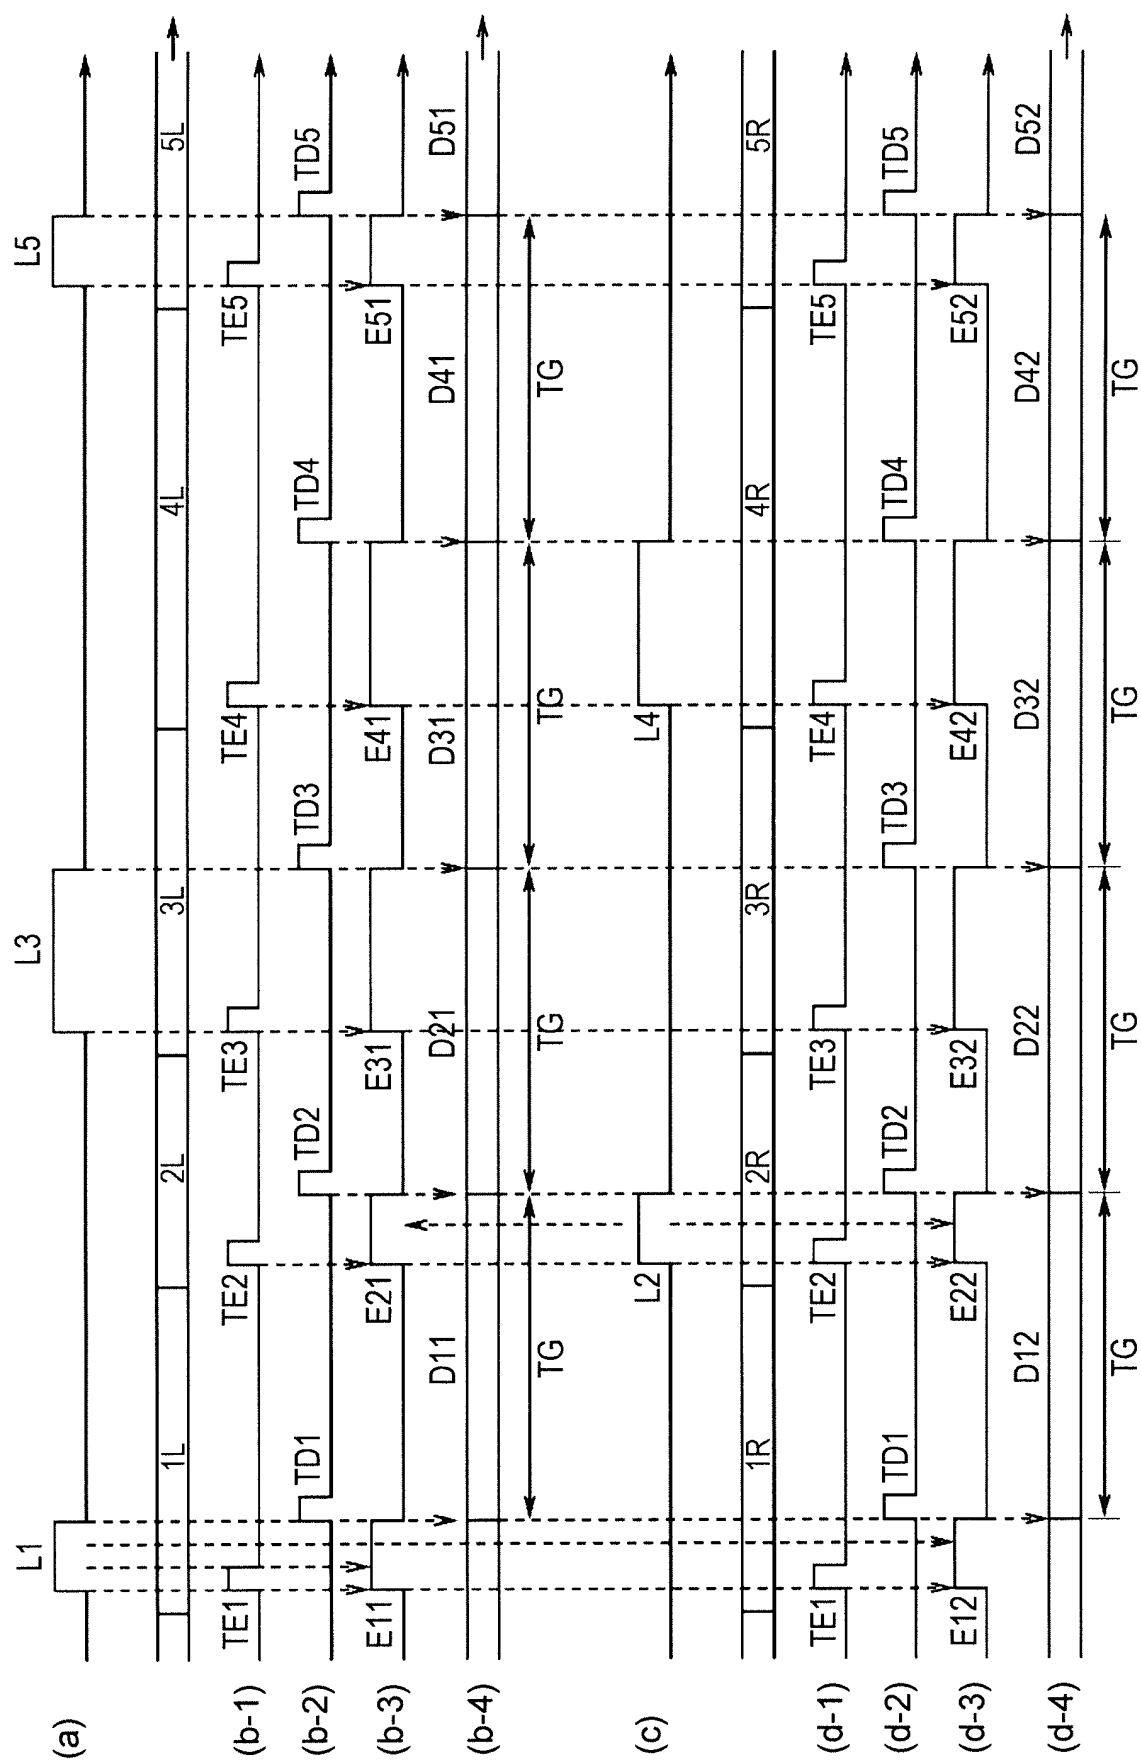 L1 L3 L5
(a)
1L 2L 3L 4L 5L
(b-1) TE1 TE2 TE3 TE4 TE5
(b-2) TD1 TD2 TD3 TD4 TD5
(b-3) E11 E21 E31 E41 E51
D11 D21 D31 D41 D51
(b-4)
TG TG TG TG
(c) L2 L4
1R 2R 3R 4R 5R
(d-1) TE1 TE2 TE3 TE4 TE5
(d-2) TD1 TD2 TD3 TD4 TD5
(d-3) E12 E22 E32 E42 E52
D12 D22 D32 D42 D52
(d-4)
TG TG TG TG